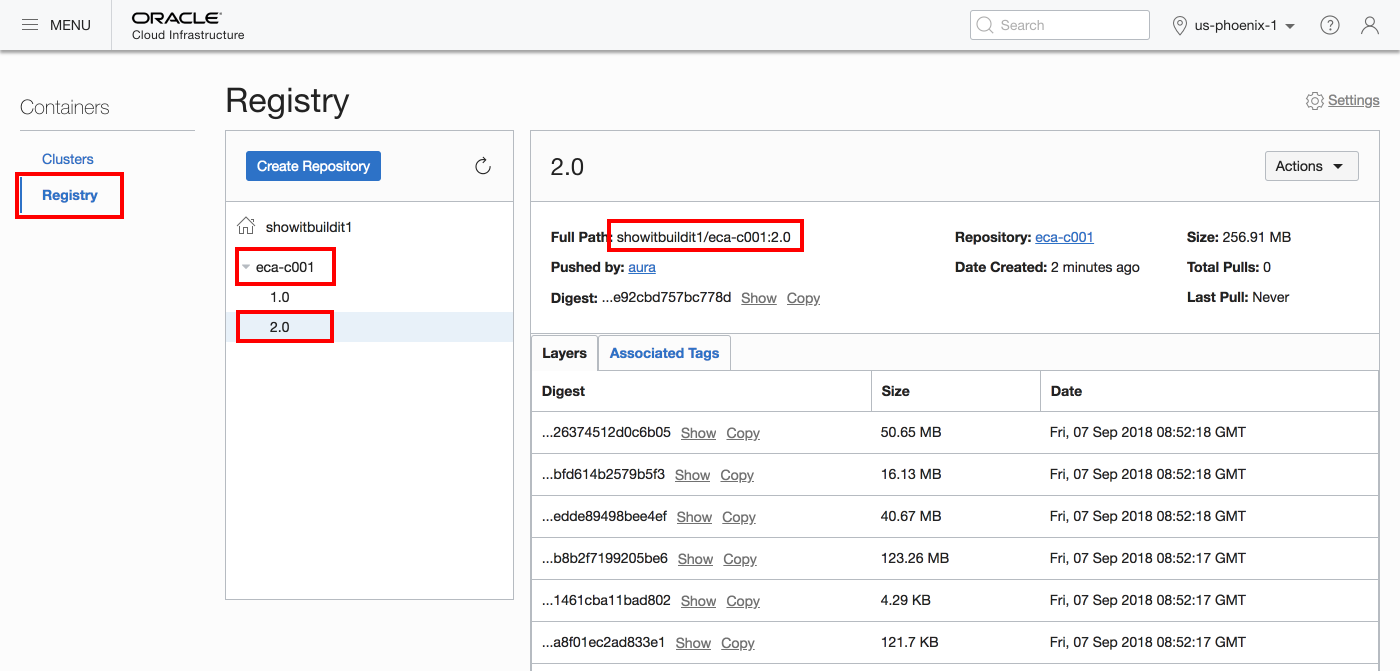 MENU
ORACLE
Cloud Infrastructure
Search
us-phoenix-1
?
Containers
Clusters
Registry
Registry
Settings
Create Repository
showitbuildit1
eca-c001
1.0
2.0
2.0
Actions
Full Path: showitbuildit1/eca-c001:2.0
Repository: eca-c001
Size: 256.91 MB
Pushed by: aura
Date Created: 2 minutes ago
Total Pulls: 0
Digest: ...e92cbd757bc778d Show Copy
Last Pull: Never
Layers
Associated Tags
Digest Size Date
...26374512d0c6b05 Show Copy 50.65 MB Fri, 07 Sep 2018 08:52:18 GMT
...bfd614b2579b5f3 Show Copy 16.13 MB Fri, 07 Sep 2018 08:52:18 GMT
...edde89498bee4ef Show Copy 40.67 MB Fri, 07 Sep 2018 08:52:18 GMT
...b8b2f7199205be6 Show Copy 123.26 MB Fri, 07 Sep 2018 08:52:17 GMT
...1461cba11bad802 Show Copy 4.29 KB Fri, 07 Sep 2018 08:52:17 GMT
...a8f01ec2ad833e1 Show Copy 121.7 KB Fri, 07 Sep 2018 08:52:17 GMT